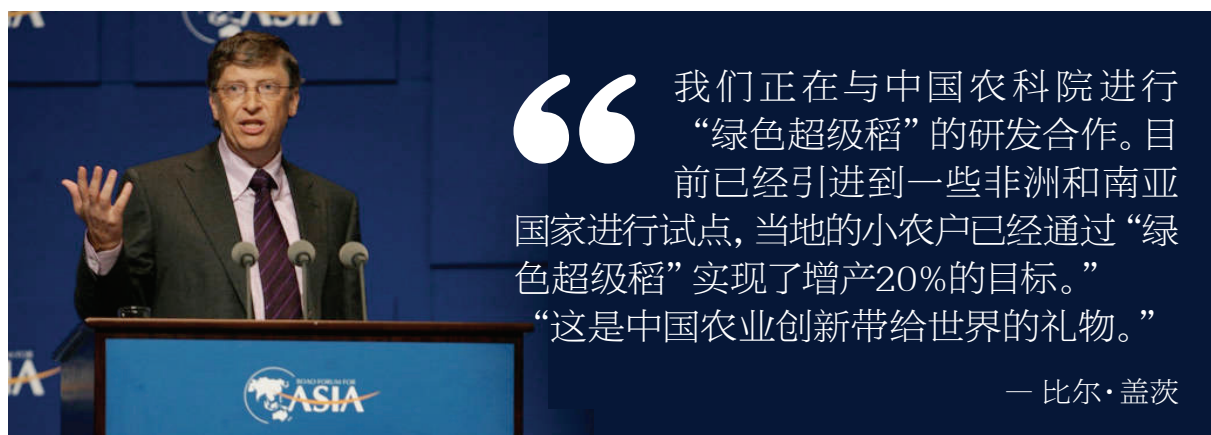 ASIA
我们正在与中国农科院进行
“绿色超级稻”的研发合作。目
前已经引进到一些非洲和南亚
国家进行试点，当地的小农户已经通过“绿
色超级稻”实现了增产20%的目标。”
“这是中国农业创新带给世界的礼物。”
— 比尔·盖茨
BOAO FORUM FOR
ASIA